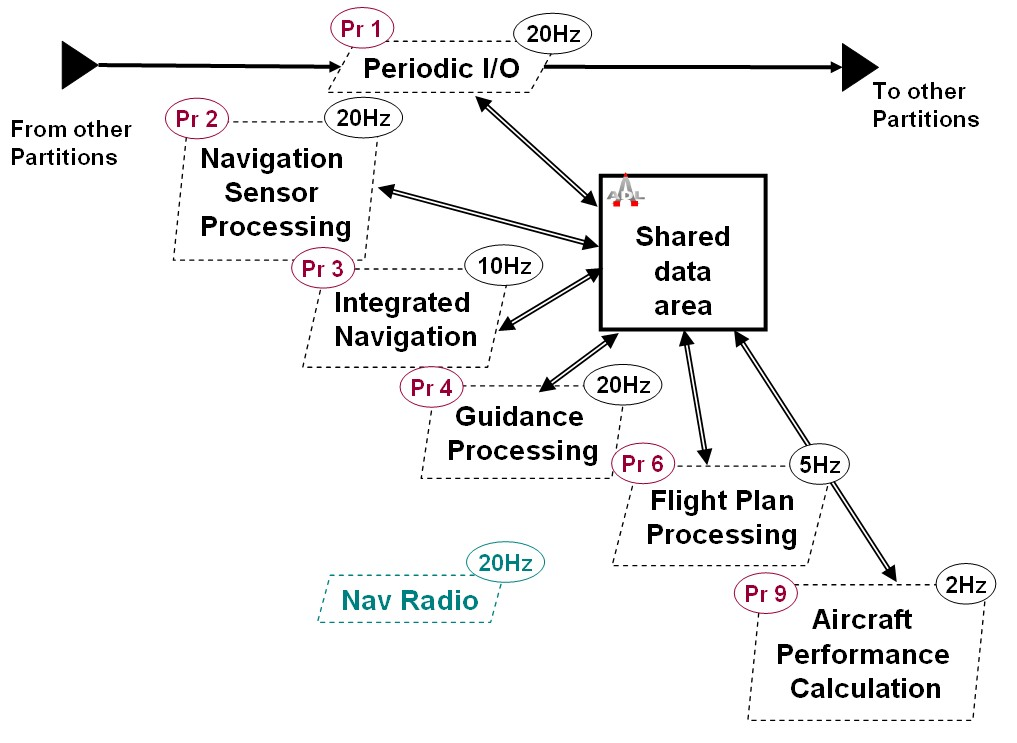 Pr 1
20Hz
Periodic I/O
From other
Partitions
To other
Partitions
Pr 2
20Hz
Navigation
Sensor
Processing
ADL
Shared
data
area
Pr 3
10Hz
Integrated
Navigation
Pr 4
20Hz
Guidance
Processing
Pr 6
5Hz
Flight Plan
Processing
20Hz
Nav Radio
Pr 9
2Hz
Aircraft
Performance
Calculation